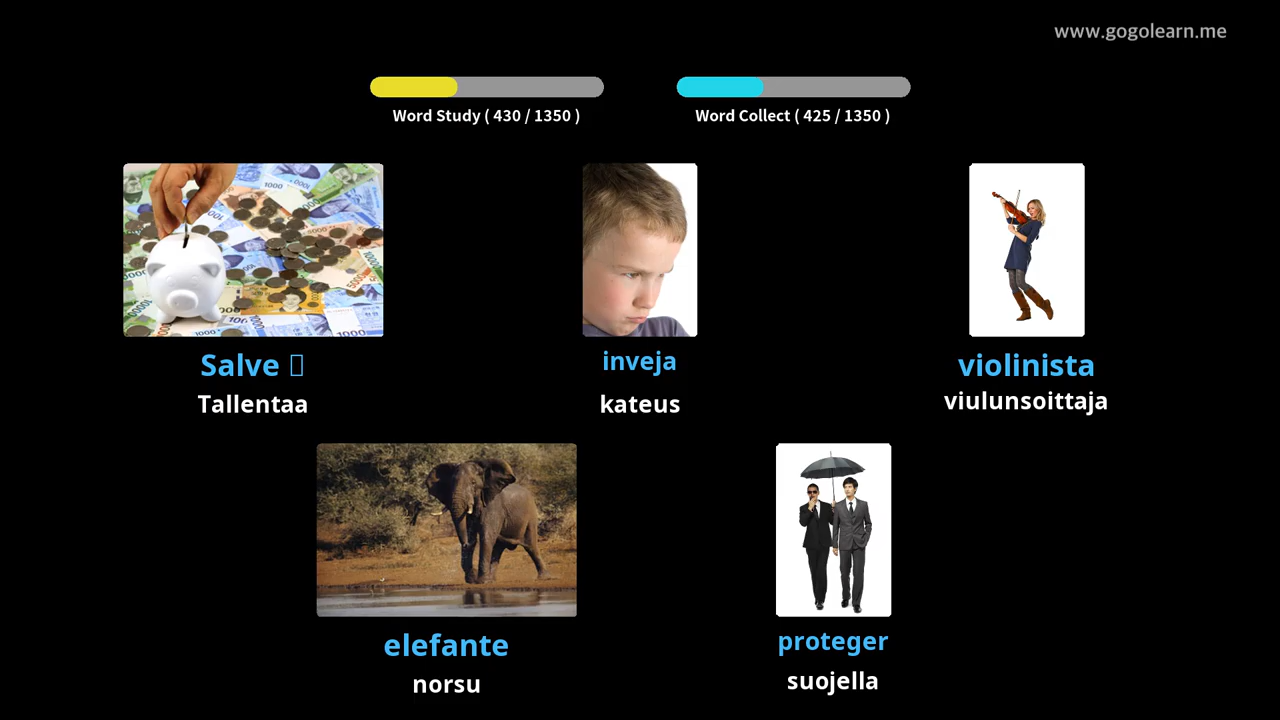 www.gogolearn.me
Word Study ( 430 / 1350 )
Word Collect ( 425 / 1350 )
Salve
Tallentaa
inveja
kateus
violinista
viulunsoittaja
elefante
norsu
proteger
suojella